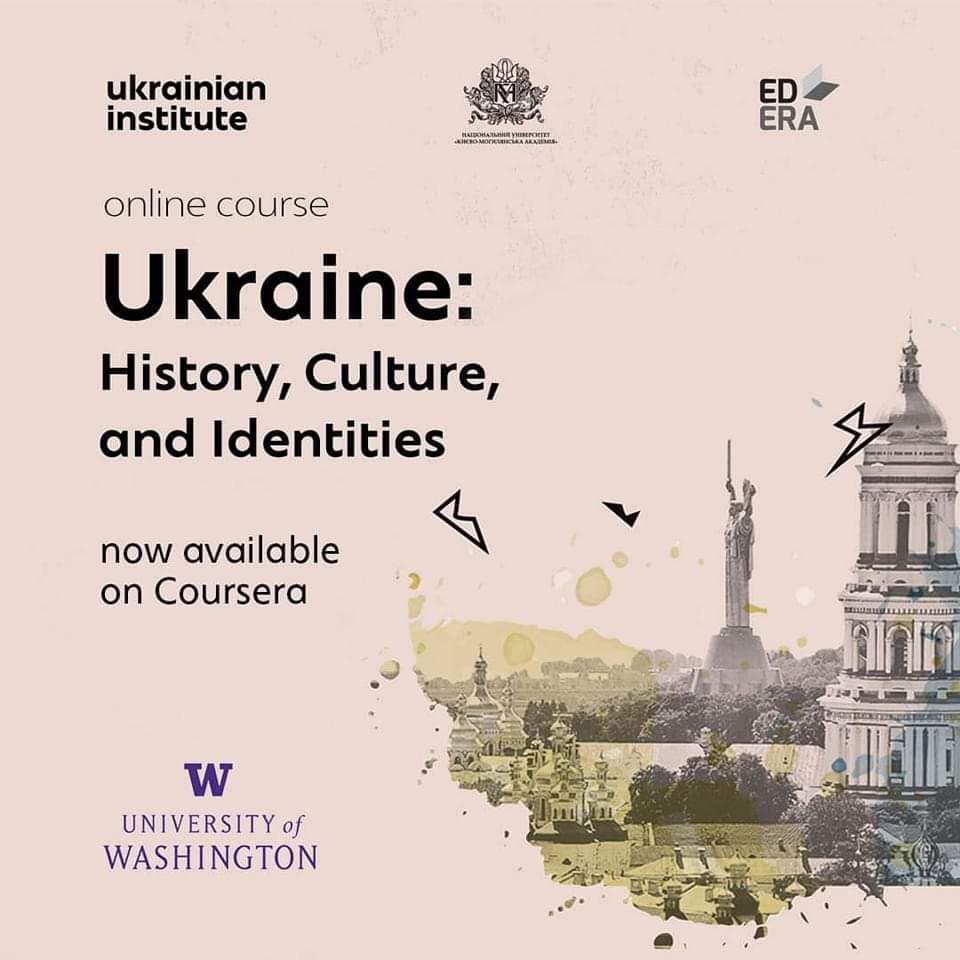 ukrainian
institute
НАЦІОНАЛЬНИЙ УНІВЕРСИТЕТ
«КИЄВО-МОГИЛЯНСЬКА АКАДЕМІЯ»
ED
ERA
online course
Ukraine:
History, Culture,
and Identities
now available
on Coursera
W
UNIVERSITY of
WASHINGTON